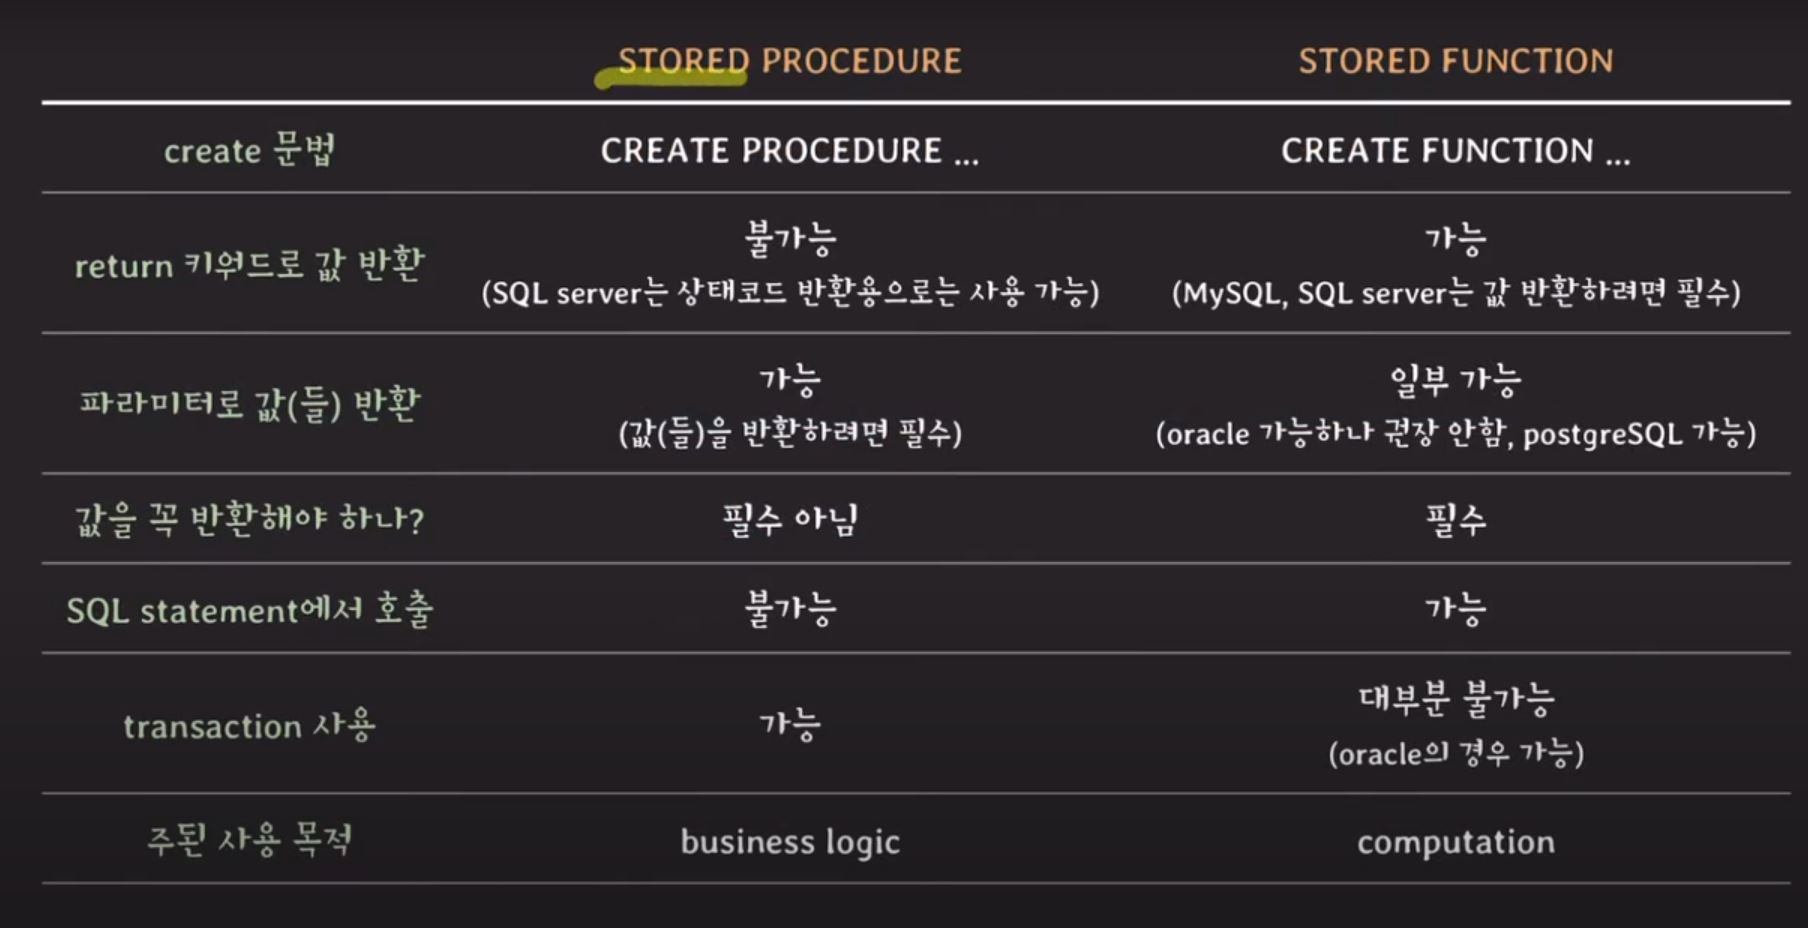 STORED PROCEDURE STORED FUNCTION
create 문법 CREATE PROCEDURE ... CREATE FUNCTION ...
return 키워드로 값 반환 불가능 가능
(SQL server는 상태코드 반환용으로는 사용 가능) (MySQL, SQL server는 값 반환하려면 필수)
파라미터로 값(들) 반환 가능 일부 가능
(값(들)을 반환하려면 필수) (oracle 가능하나 권장 안함, postgreSQL 가능)
값을 꼭 반환해야 하나? 필수 아님 필수
SQL statement에서 호출 불가능 가능
transaction 사용 가능 대부분 불가능
(oracle의 경우 가능)
주된 사용 목적 business logic computation